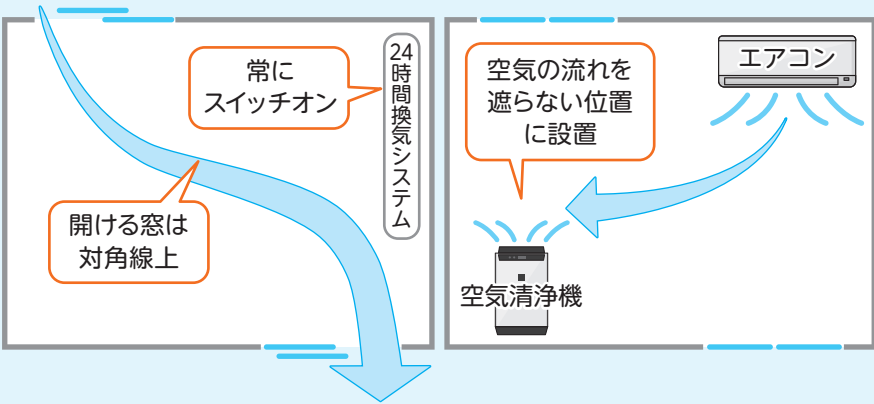 常に
スイッチオン
24時間換気システム
開ける窓は
対角線上
空気の流れを
遮らない位置
に設置
エアコン
空気清浄機